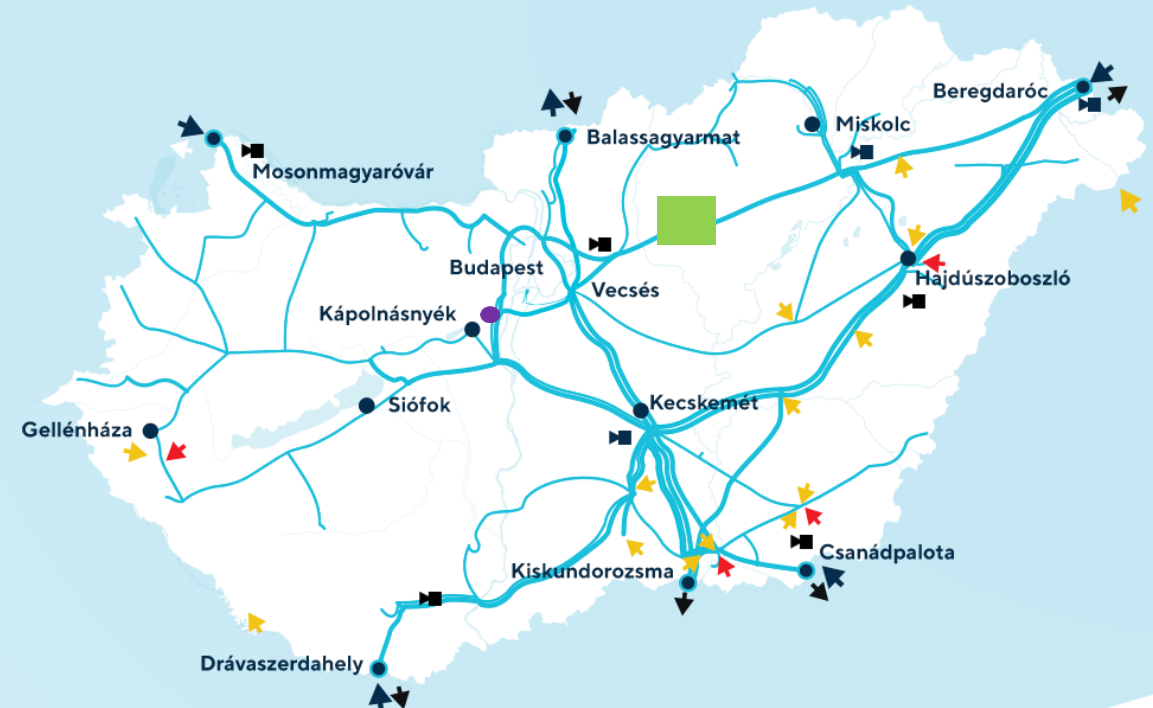 Beregdaróc
Miskolc
Balassagyarmat
Mosonmagyaróvár
Budapest
Hajdúszoboszló
Vecsés
Kápolnásnyék
Kecskemét
Siófok
Gellénháza
Csanádpalota
Kiskundorozsma
Drávaszerdahely